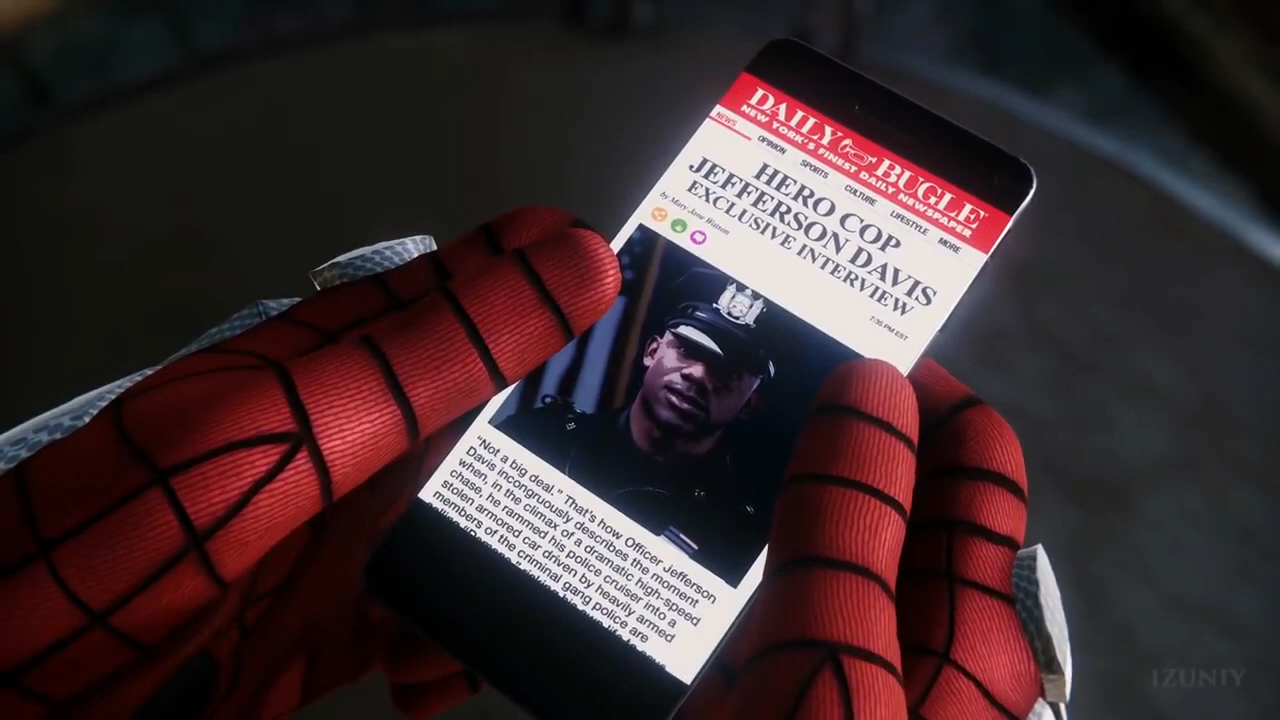 DAILY BUGLE
NEW YORK'S FINEST DAILY NEWSPAPER
NEWS OPINION SPORTS CULTURE LIFESTYLE MORE
HERO COP
JEFFERSON DAVIS
EXCLUSIVE INTERVIEW
by Mary Jane Watson
7:35 PM EST
"Not a big deal." That's how Officer Jefferson
Davis incongruously describes the moment
when, in the climax of a dramatic high-speed
chase, he rammed his police cruiser into a
stolen armored car driven by heavily armed
members of the criminal gang police are
IZUNIY